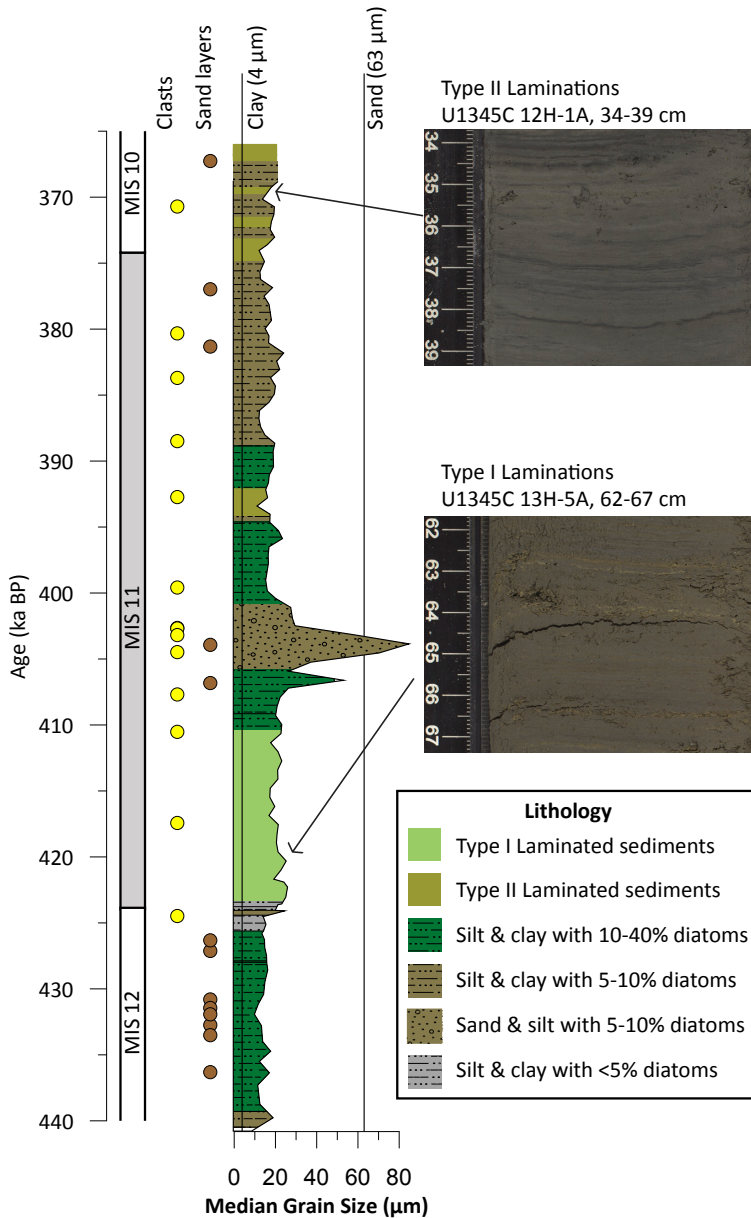 Clasts
Sand layers
Clay (4 µm)
Sand (63 µm)
Type II Laminations
U1345C 12H-1A, 34-39 cm
34
35
36
37
38
39
Type I Laminations
U1345C 13H-5A, 62-67 cm
62
63
64
65
66
67
Age (ka BP)
370
380
390
400
410
420
430
440
MIS 10
MIS 11
MIS 12
Lithology
Type I Laminated sediments
Type II Laminated sediments
Silt & clay with 10-40% diatoms
Silt & clay with 5-10% diatoms
Sand & silt with 5-10% diatoms
Silt & clay with <5% diatoms
0 20 40 60 80
Median Grain Size (µm)